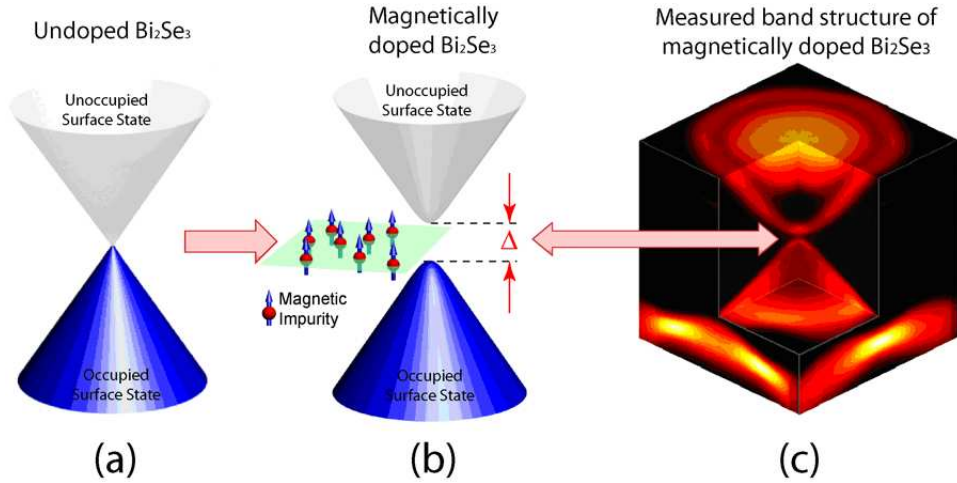 Undoped Bi₂Se₃
Unoccupied
Surface State
Occupied
Surface State
(a)
Magnetically
doped Bi₂Se₃
Unoccupied
Surface State
Δ
Magnetic
Impurity
Occupied
Surface State
(b)
Measured band structure of
magnetically doped Bi₂Se₃
(c)